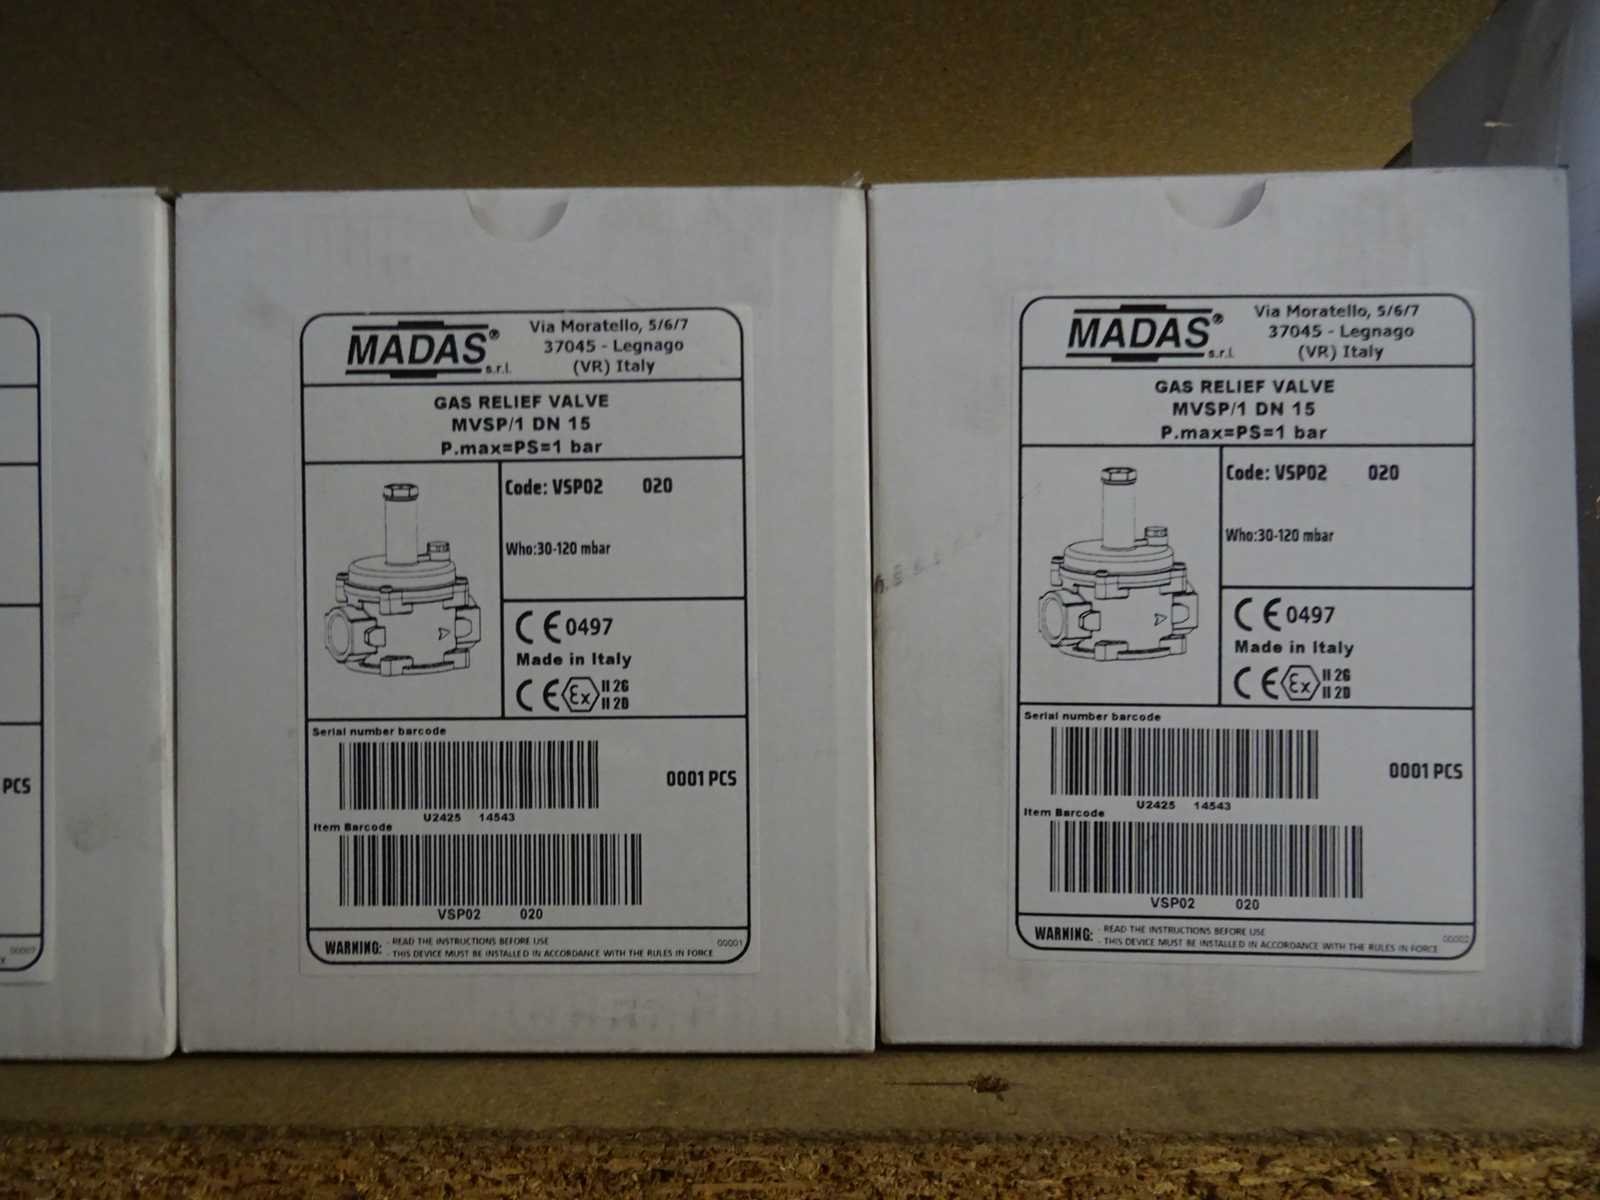 PCS
00003
MADAS® s.r.l.
Via Moratello, 5/6/7
37045 - Legnago
(VR) Italy
GAS RELIEF VALVE
MVSP/1 DN 15
P.max=PS=1 bar
Code: VSP02 020
Who:30-120 mbar
CE 0497
Made in Italy
CE Ex II 2G
II 2D
Serial number barcode
0001 PCS
U2425 14543
Item Barcode
VSP02 020
WARNING: - READ THE INSTRUCTIONS BEFORE USE
- THIS DEVICE MUST BE INSTALLED IN ACCORDANCE WITH THE RULES IN FORCE
00001
MADAS® s.r.l.
Via Moratello, 5/6/7
37045 - Legnago
(VR) Italy
GAS RELIEF VALVE
MVSP/1 DN 15
P.max=PS=1 bar
Code: VSP02 020
Who:30-120 mbar
CE 0497
Made in Italy
CE Ex II 2G
II 2D
Serial number barcode
0001 PCS
U2425 14543
Item Barcode
VSP02 020
WARNING: - READ THE INSTRUCTIONS BEFORE USE
- THIS DEVICE MUST BE INSTALLED IN ACCORDANCE WITH THE RULES IN FORCE
00002